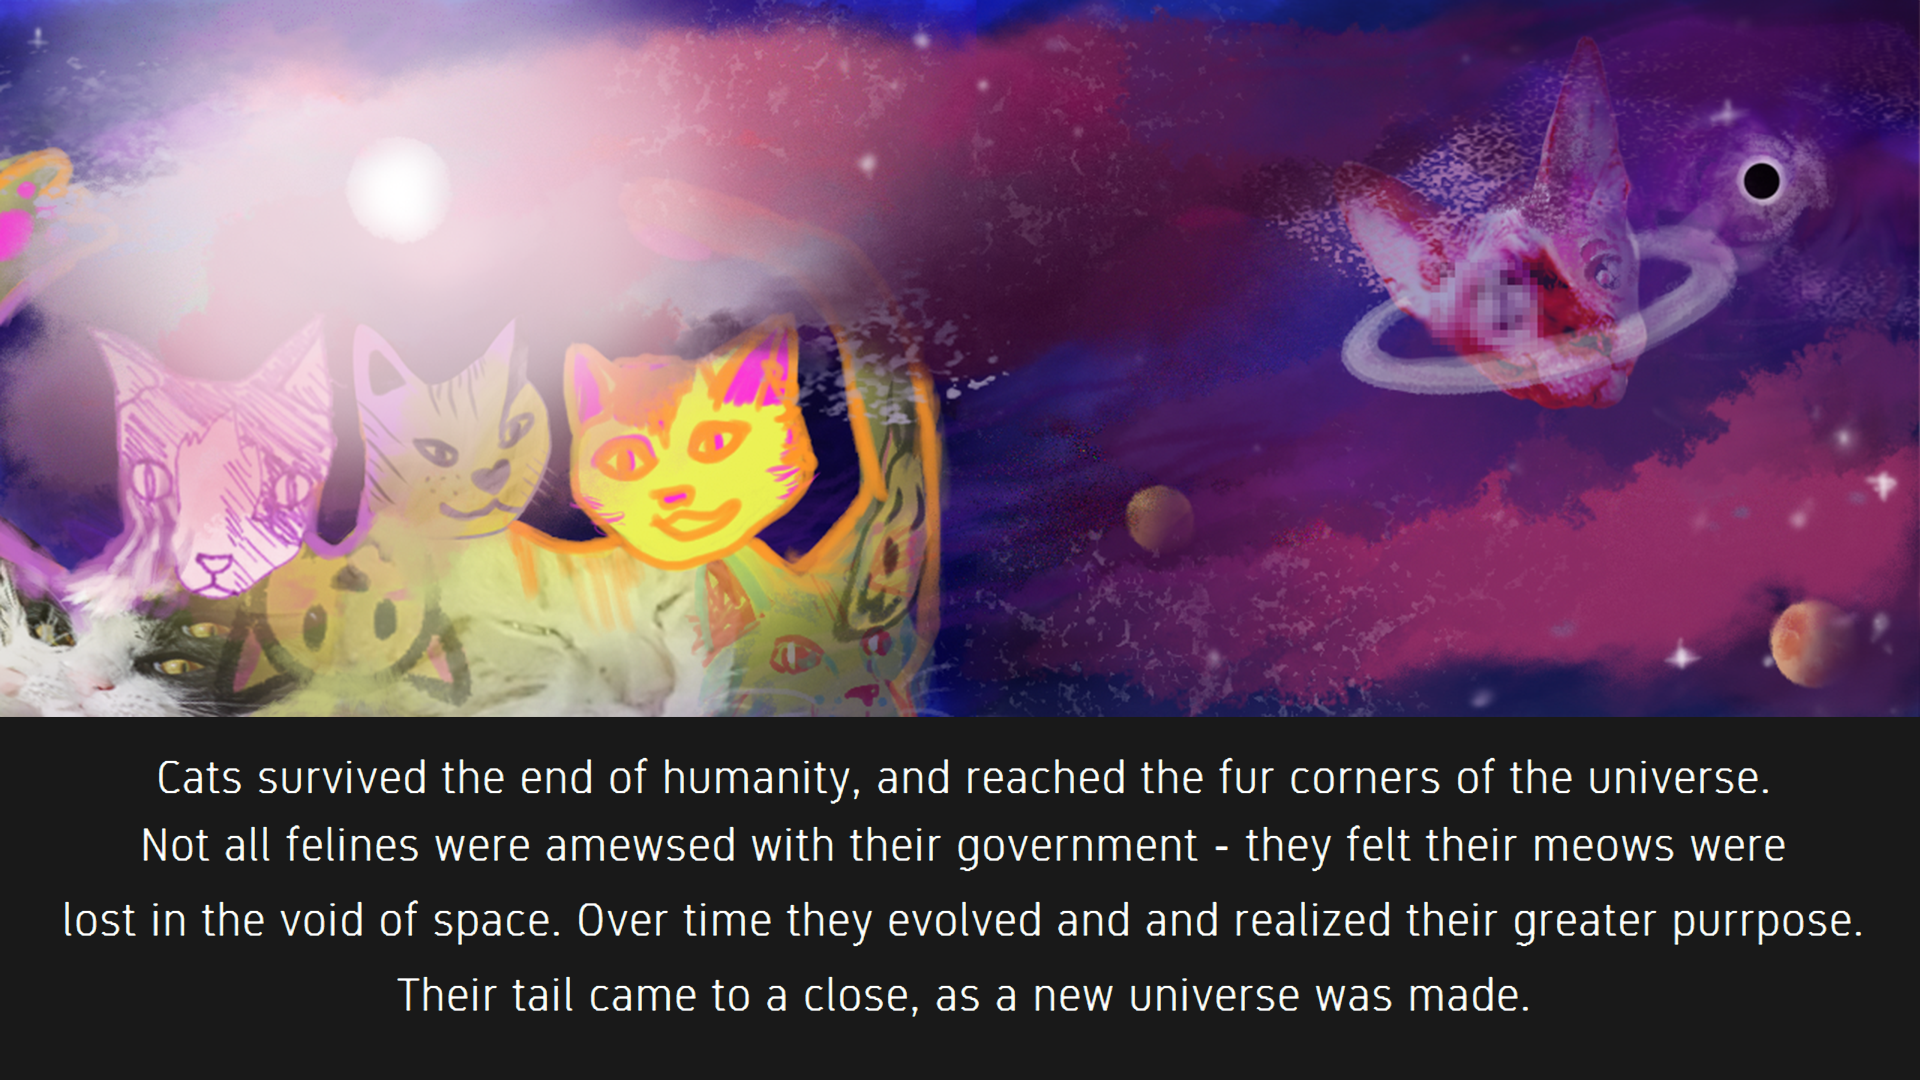 Cats survived the end of humanity, and reached the fur corners of the universe.
Not all felines were amewsed with their government - they felt their meows were
lost in the void of space. Over time they evolved and and realized their greater purrpose.
Their tail came to a close, as a new universe was made.